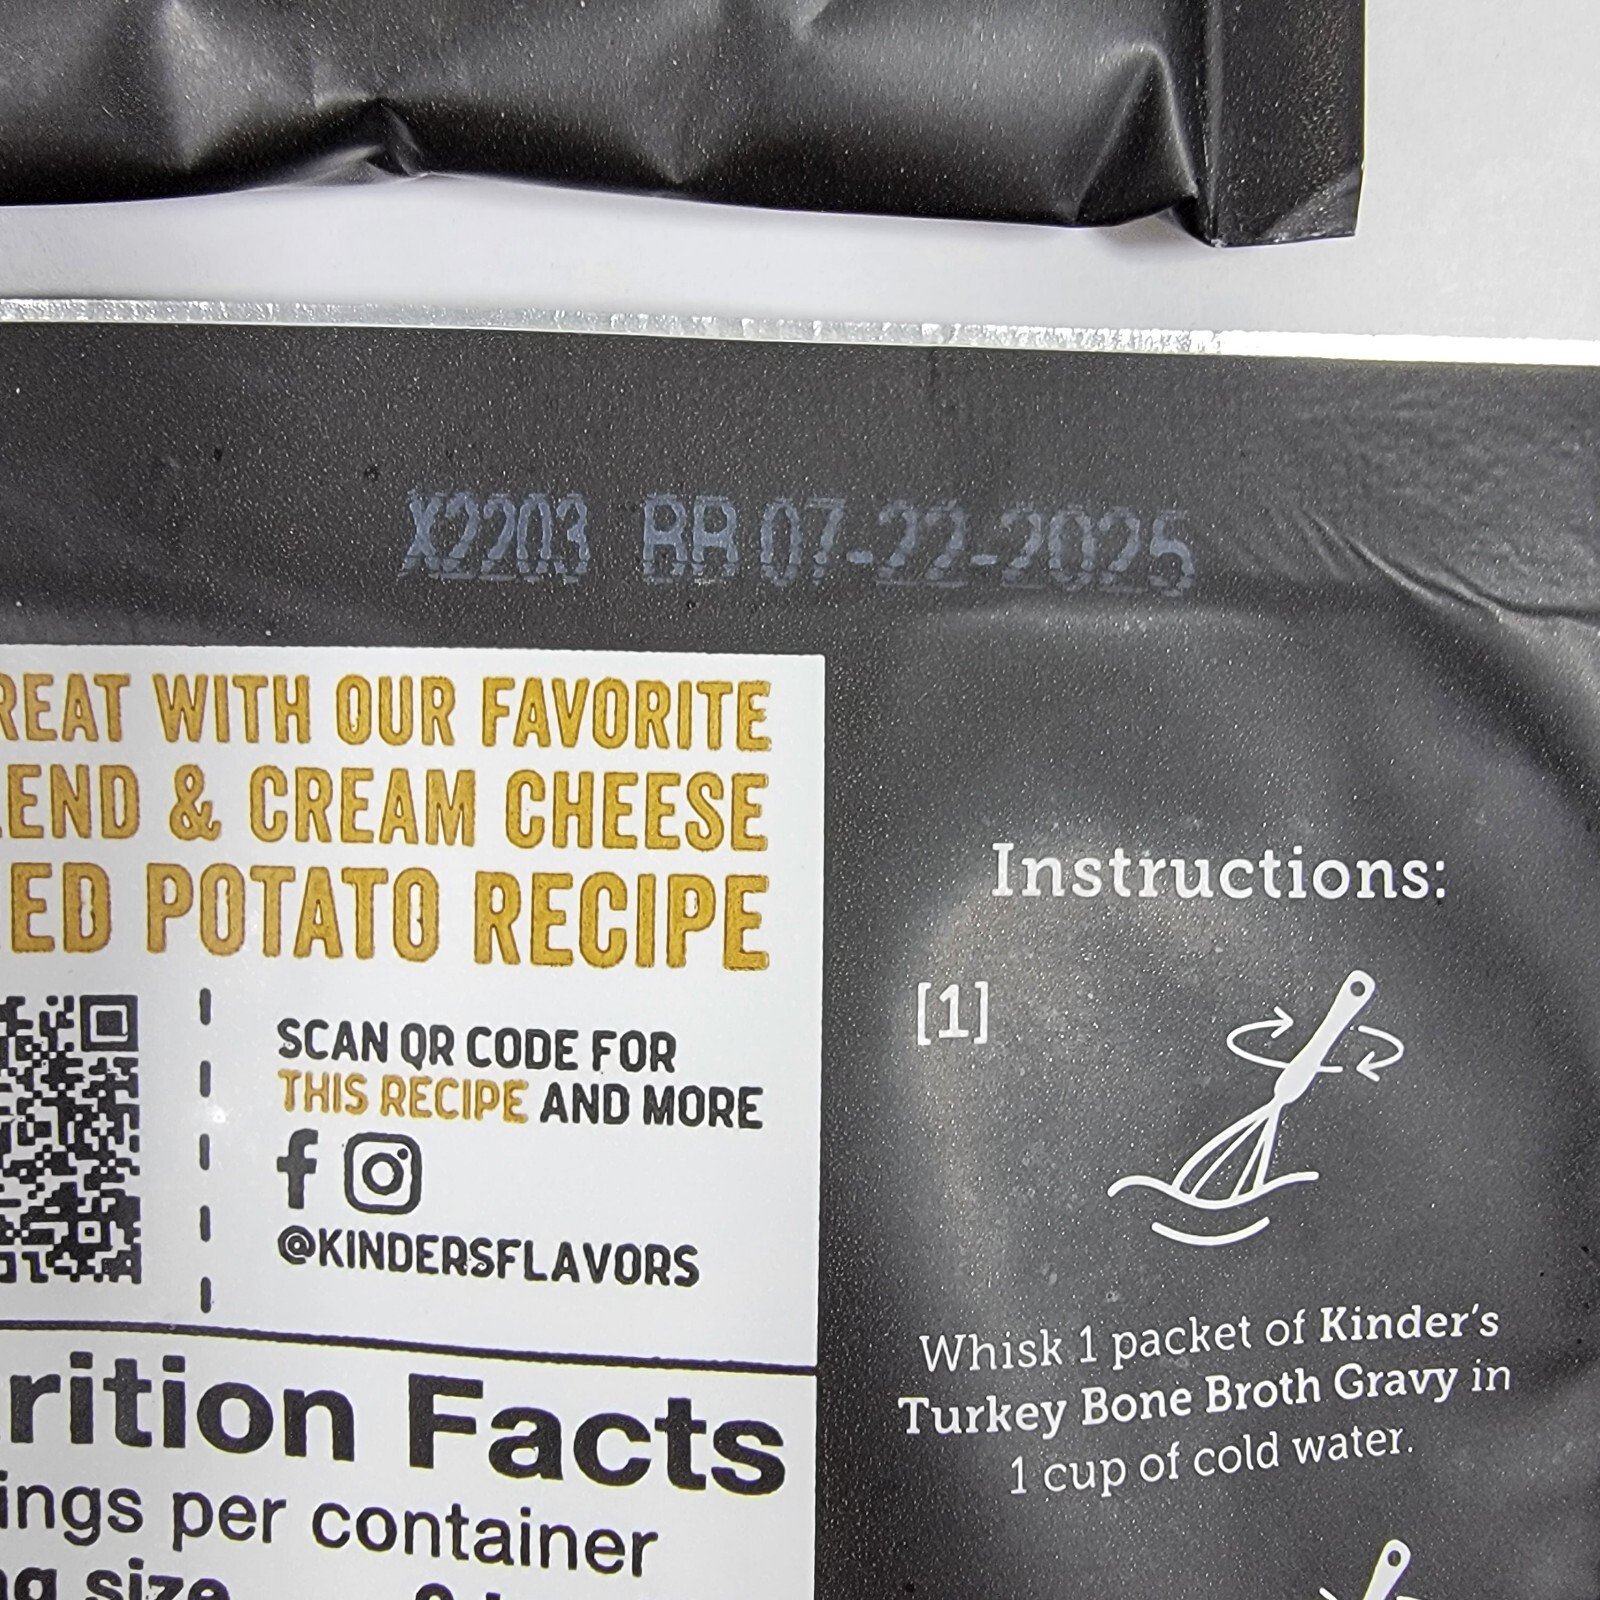 X2203 BB 07-22-2025
REAT WITH OUR FAVORITE
LEND & CREAM CHEESE
ED POTATO RECIPE
SCAN QR CODE FOR
THIS RECIPE AND MORE
@KINDERSFLAVORS
rition Facts
ings per container
size
Instructions:
[1]
Whisk 1 packet of Kinder's
Turkey Bone Broth Gravy in
1 cup of cold water.